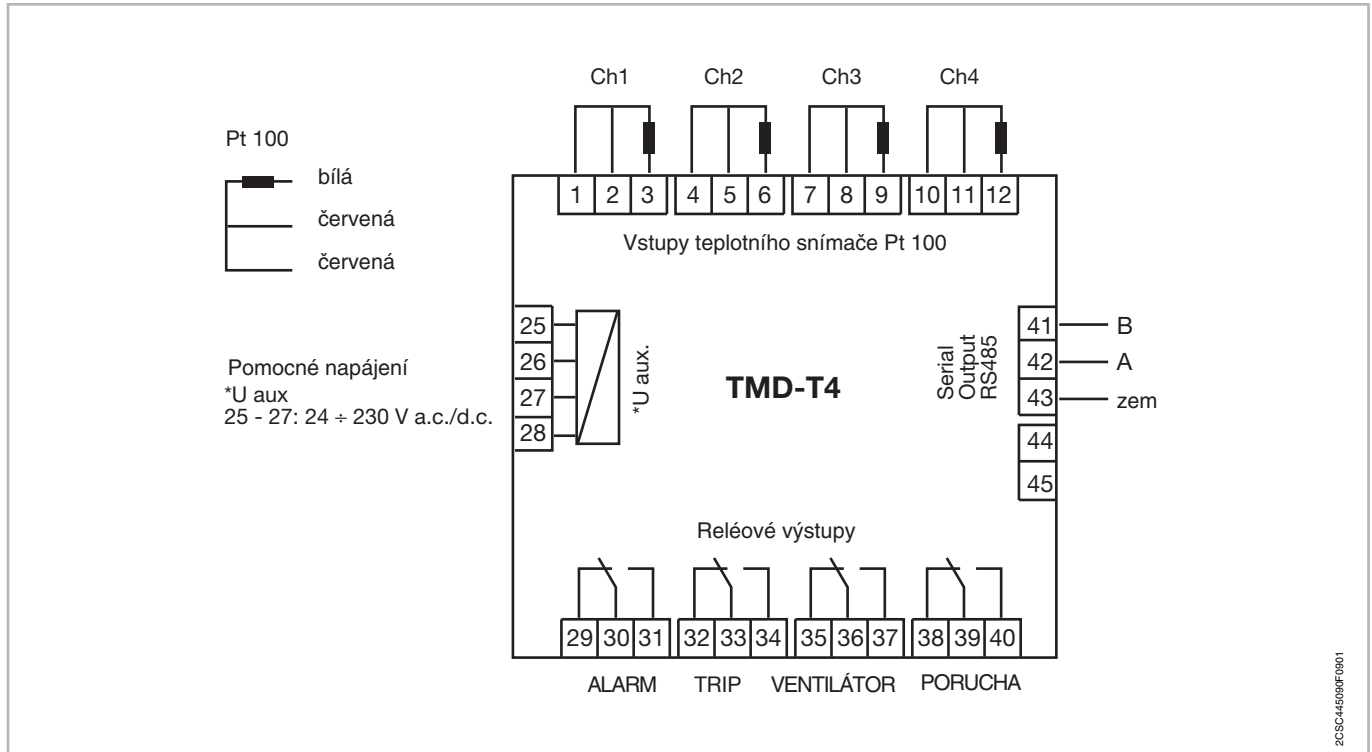 Ch1 Ch2 Ch3 Ch4
Pt 100
bílá
červená
červená
1 2 3 4 5 6 7 8 9 10 11 12
Vstupy teplotního snímače Pt 100
Pomocné napájení
*U aux
25 - 27: 24 ÷ 230 V a.c./d.c.
25
26
27
28
*U aux.
TMD-T4
Serial
Output
RS485
41 B
42 A
43 zem
44
45
Reléové výstupy
29 30 31 32 33 34 35 36 37 38 39 40
ALARM TRIP VENTILÁTOR PORUCHA
2CSC445090F0901